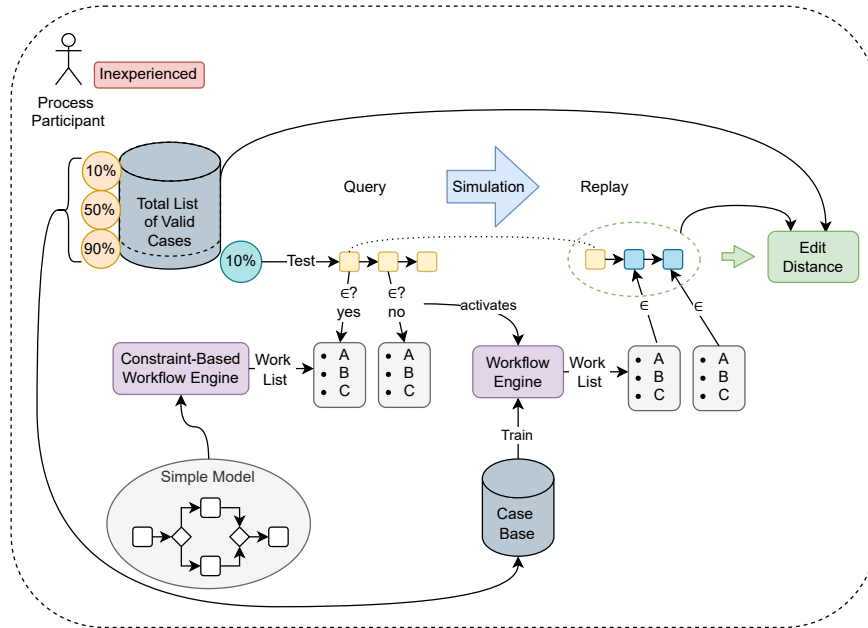 Inexperienced
Process
Participant
10%
50%
90%
Total List
of Valid
Cases
10%
Query
Simulation
Replay
Test
Edit
Distance
∈?
yes
∈?
no
activates
∈
∈
Constraint-Based
Workflow Engine
Work
List
• A
• B
• C
• A
• B
• C
Workflow
Engine
Work
List
• A
• B
• C
• A
• B
• C
Train
Simple Model
Case
Base